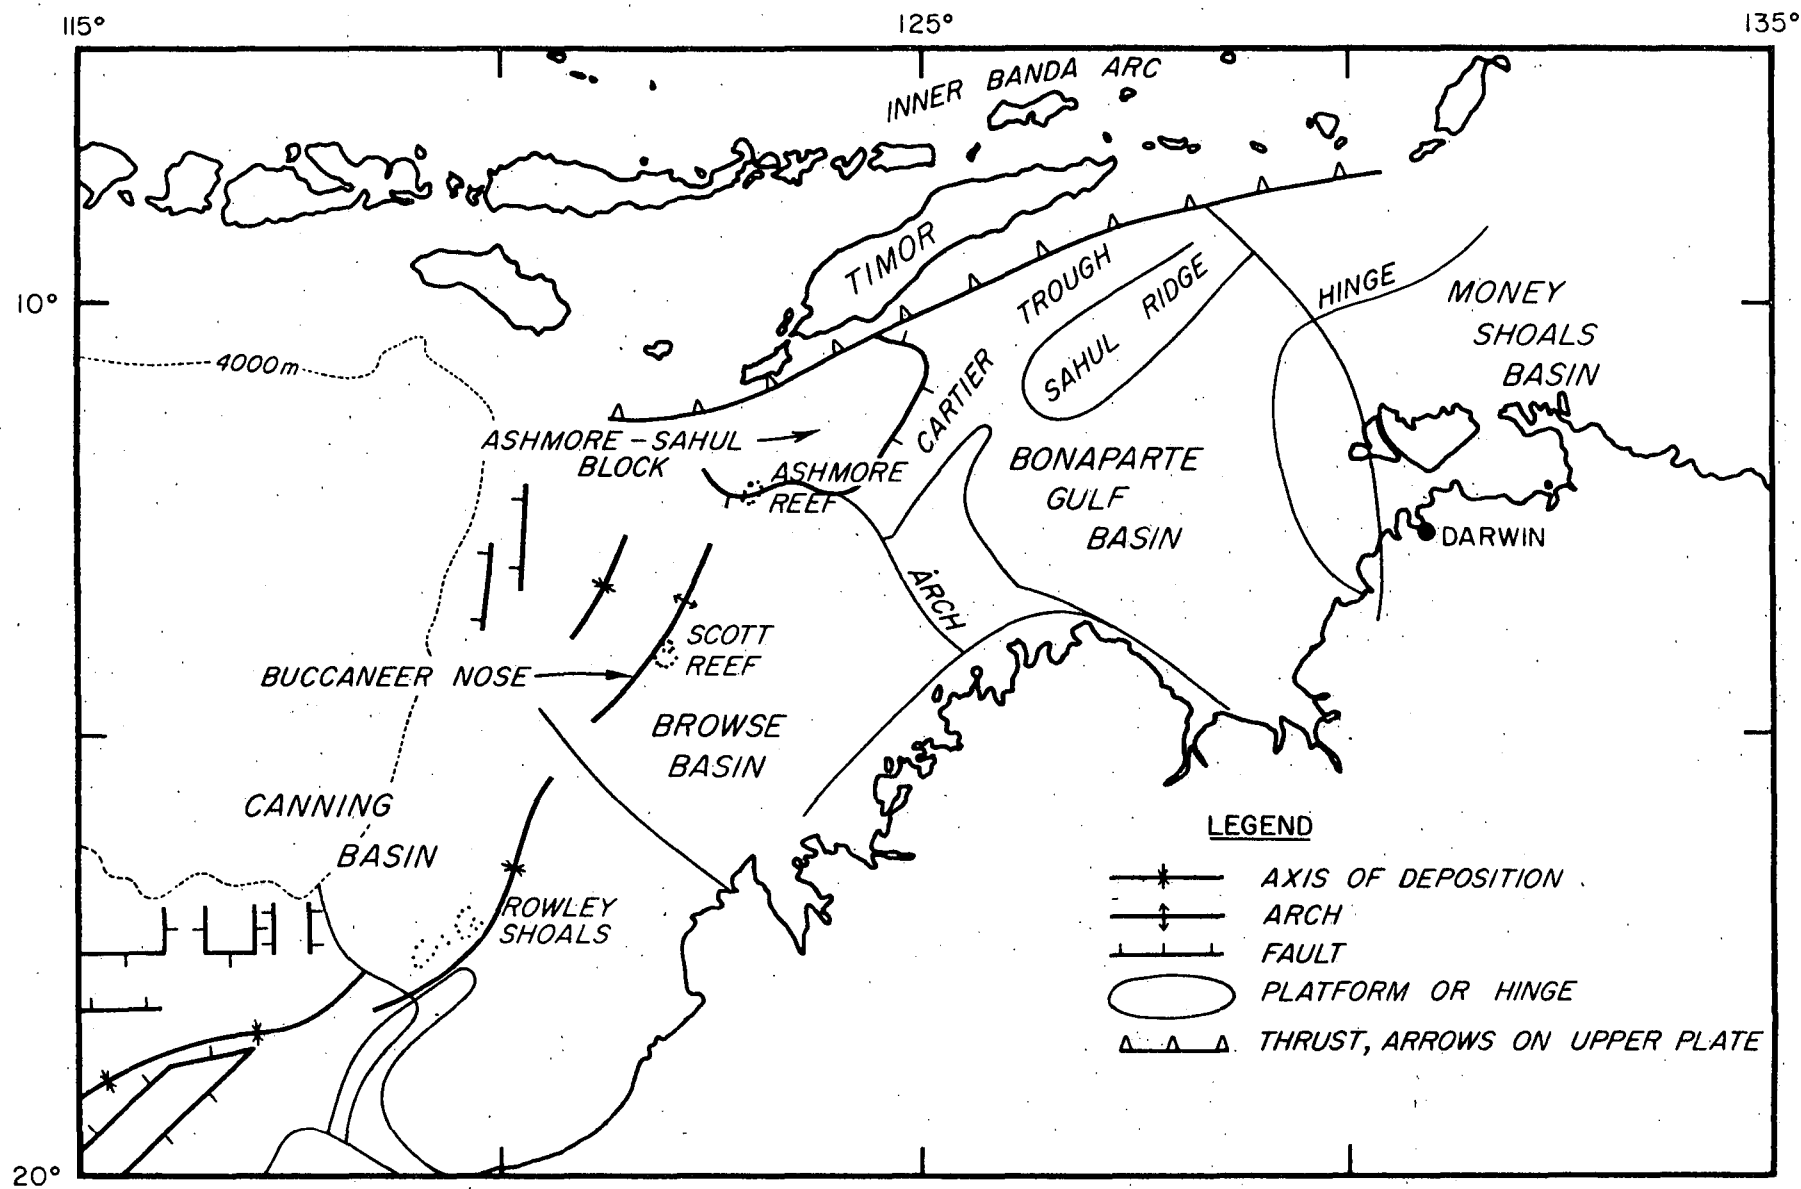 115°
125°
135°
INNER BANDA ARC
TIMOR
10°
TROUGH
SAHUL RIDGE
HINGE
MONEY
SHOALS
BASIN
4000m
CARTIER
ASHMORE-SAHUL
BLOCK
ASHMORE
REEF
BONAPARTE
GULF
BASIN
DARWIN
ARCH
SCOTT
REEF
BUCCANEER NOSE
BROWSE
BASIN
CANNING
BASIN
ROWLEY
SHOALS
LEGEND
AXIS OF DEPOSITION
ARCH
FAULT
PLATFORM OR HINGE
THRUST, ARROWS ON UPPER PLATE
20°